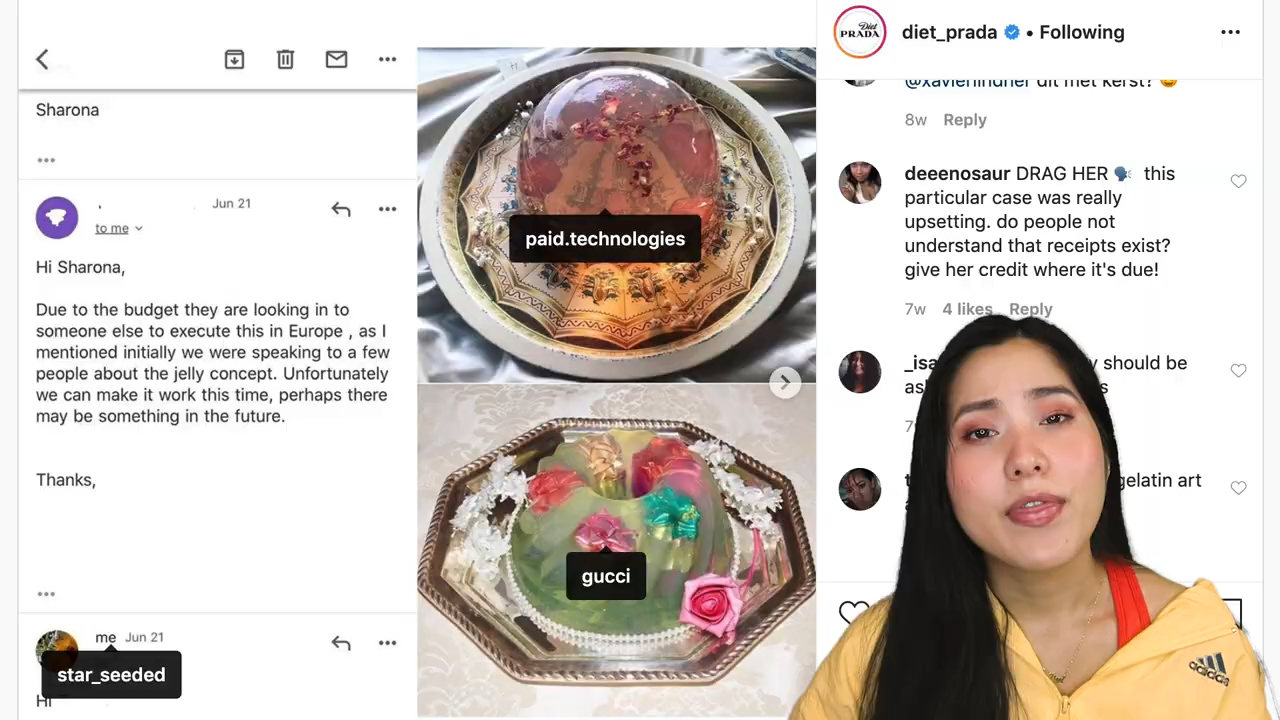 Sharona
Jun 21
to me
Hi Sharona,
Due to the budget they are looking in to
someone else to execute this in Europe , as I
mentioned initially we were speaking to a few
people about the jelly concept. Unfortunately
we can make it work this time, perhaps there
may be something in the future.
Thanks,
me Jun 21
star_seeded
Hi
paid.technologies
gucci
Diet
PRADA
diet_prada • Following
@xavierlindner dit met kerst? 😊
8w Reply
deeenosaur DRAG HER 🗣 this
particular case was really
upsetting. do people not
understand that receipts exist?
give her credit where it's due!
7w 4 likes Reply
_isa
should be
gelatin art
adidas